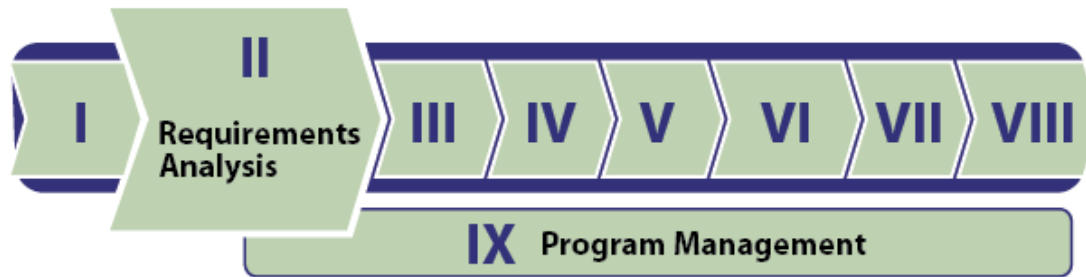 I
II
Requirements
Analysis
III
IV
V
VI
VII
VIII
IX Program Management